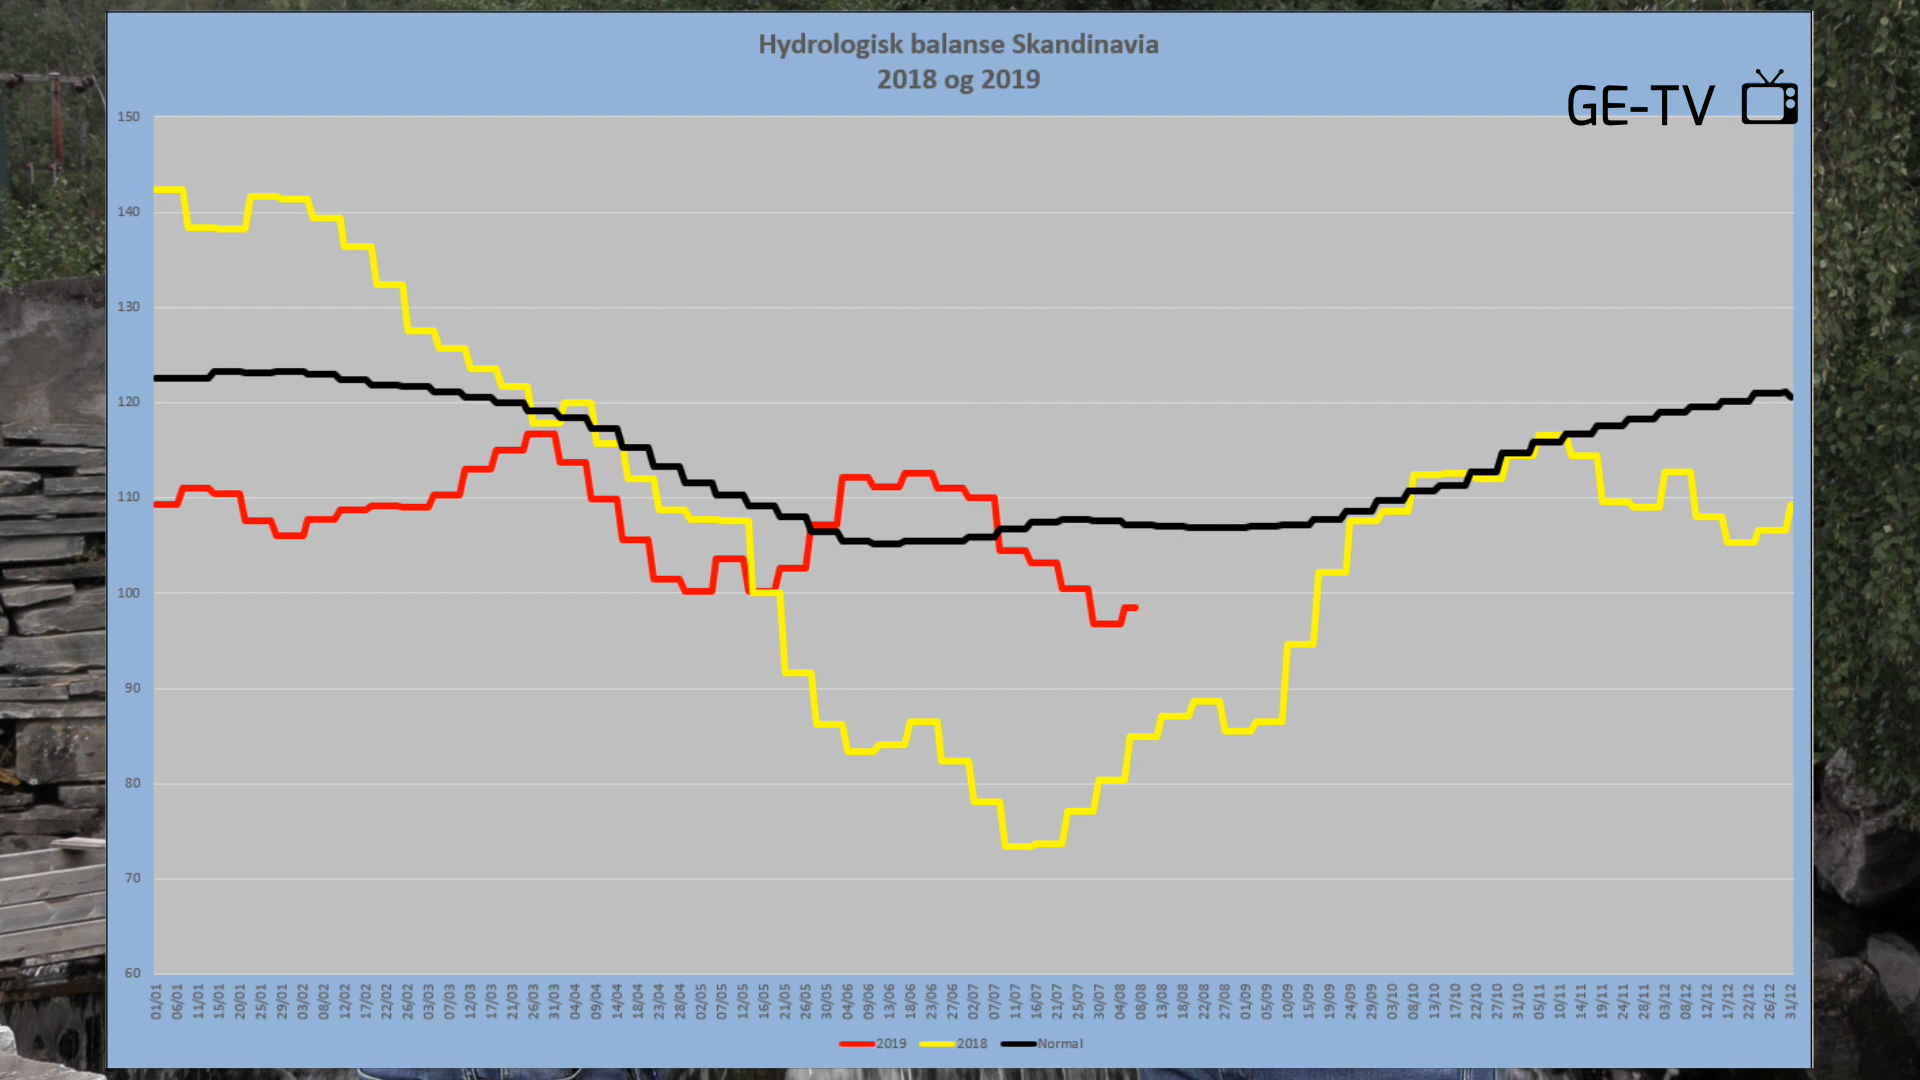 Hydrologisk balanse Skandinavia
2018 og 2019
GE-TV
150
140
130
120
110
100
90
80
70
60
01/01 06/01 11/01 15/01 20/01 25/01 29/01 03/02 08/02 12/02 17/02 22/02 26/02 03/03 07/03 12/03 17/03 21/03 26/03 31/03 04/04 09/04 14/04 18/04 23/04 28/04 02/05 07/05 12/05 16/05 21/05 26/05 30/05 04/06 09/06 13/06 18/06 23/06 27/06 02/07 07/07 11/07 16/07 21/07 25/07 30/07 04/08 08/08 13/08 18/08 22/08 27/08 01/09 05/09 10/09 15/09 19/09 24/09 29/09 03/10 08/10 13/10 17/10 22/10 27/10 31/10 05/11 10/11 14/11 19/11 24/11 28/11 03/12 08/12 12/12 17/12 22/12 26/12 31/12
2019 2018 Normal